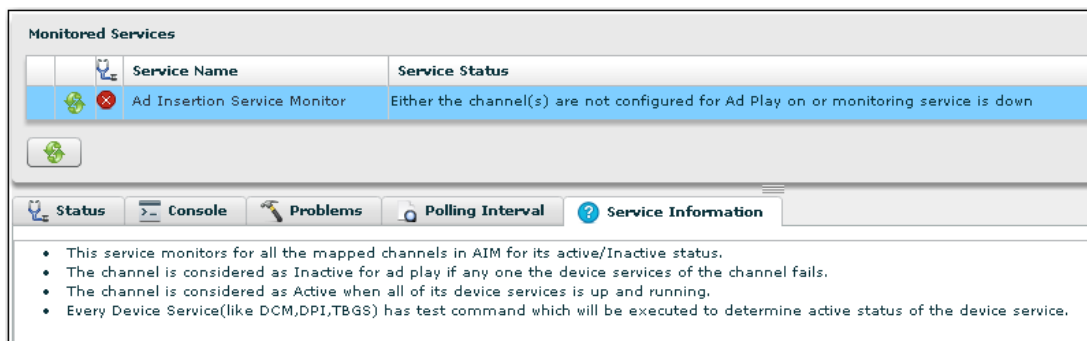 Monitored Services
Service Name Service Status
Ad Insertion Service Monitor Either the channel(s) are not configured for Ad Play on or monitoring service is down
Status Console Problems Polling Interval Service Information
• This service monitors for all the mapped channels in AIM for its active/Inactive status.
• The channel is considered as Inactive for ad play if any one the device services of the channel fails.
• The channel is considered as Active when all of its device services is up and running.
• Every Device Service(like DCM,DPI,TBGS) has test command which will be executed to determine active status of the device service.